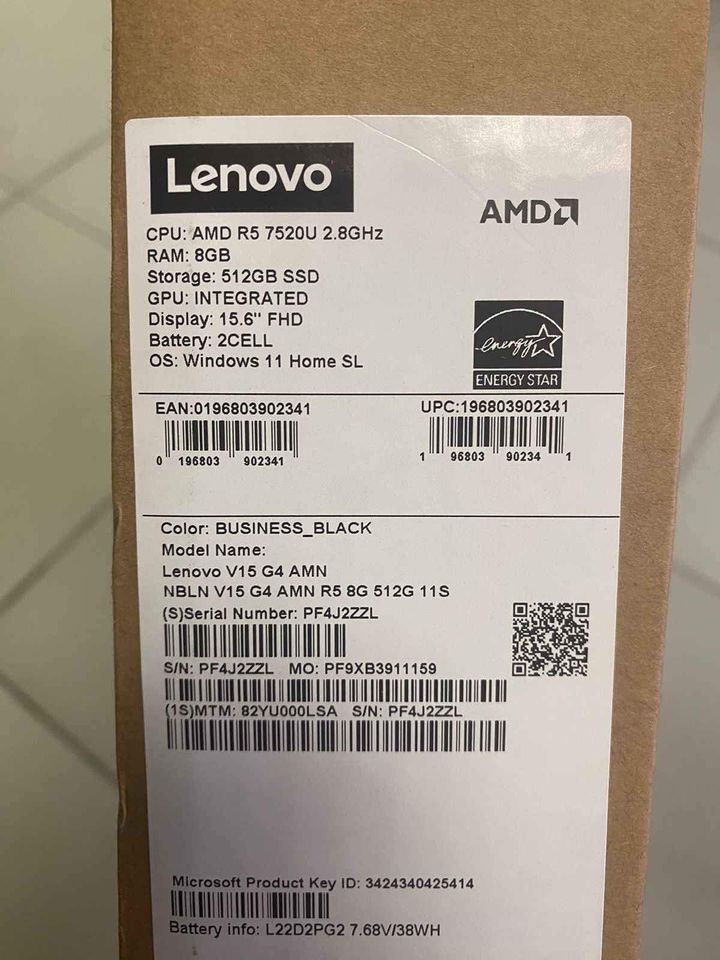 Lenovo
AMD
CPU: AMD R5 7520U 2.8GHz
RAM: 8GB
Storage: 512GB SSD
GPU: INTEGRATED
Display: 15.6" FHD
Battery: 2CELL
OS: Windows 11 Home SL
energy
ENERGY STAR
EAN:0196803902341
UPC:196803902341
0 196803 902341
1 96803 90234 1
Color: BUSINESS_BLACK
Model Name:
Lenovo V15 G4 AMN
NBLN V15 G4 AMN R5 8G 512G 11S
(S)Serial Number: PF4J2ZZL
S/N: PF4J2ZZL MO: PF9XB3911159
(1S)MTM: 82YU000LSA S/N: PF4J2ZZL
Microsoft Product Key ID: 3424340425414
Battery info: L22D2PG2 7.68V/38WH